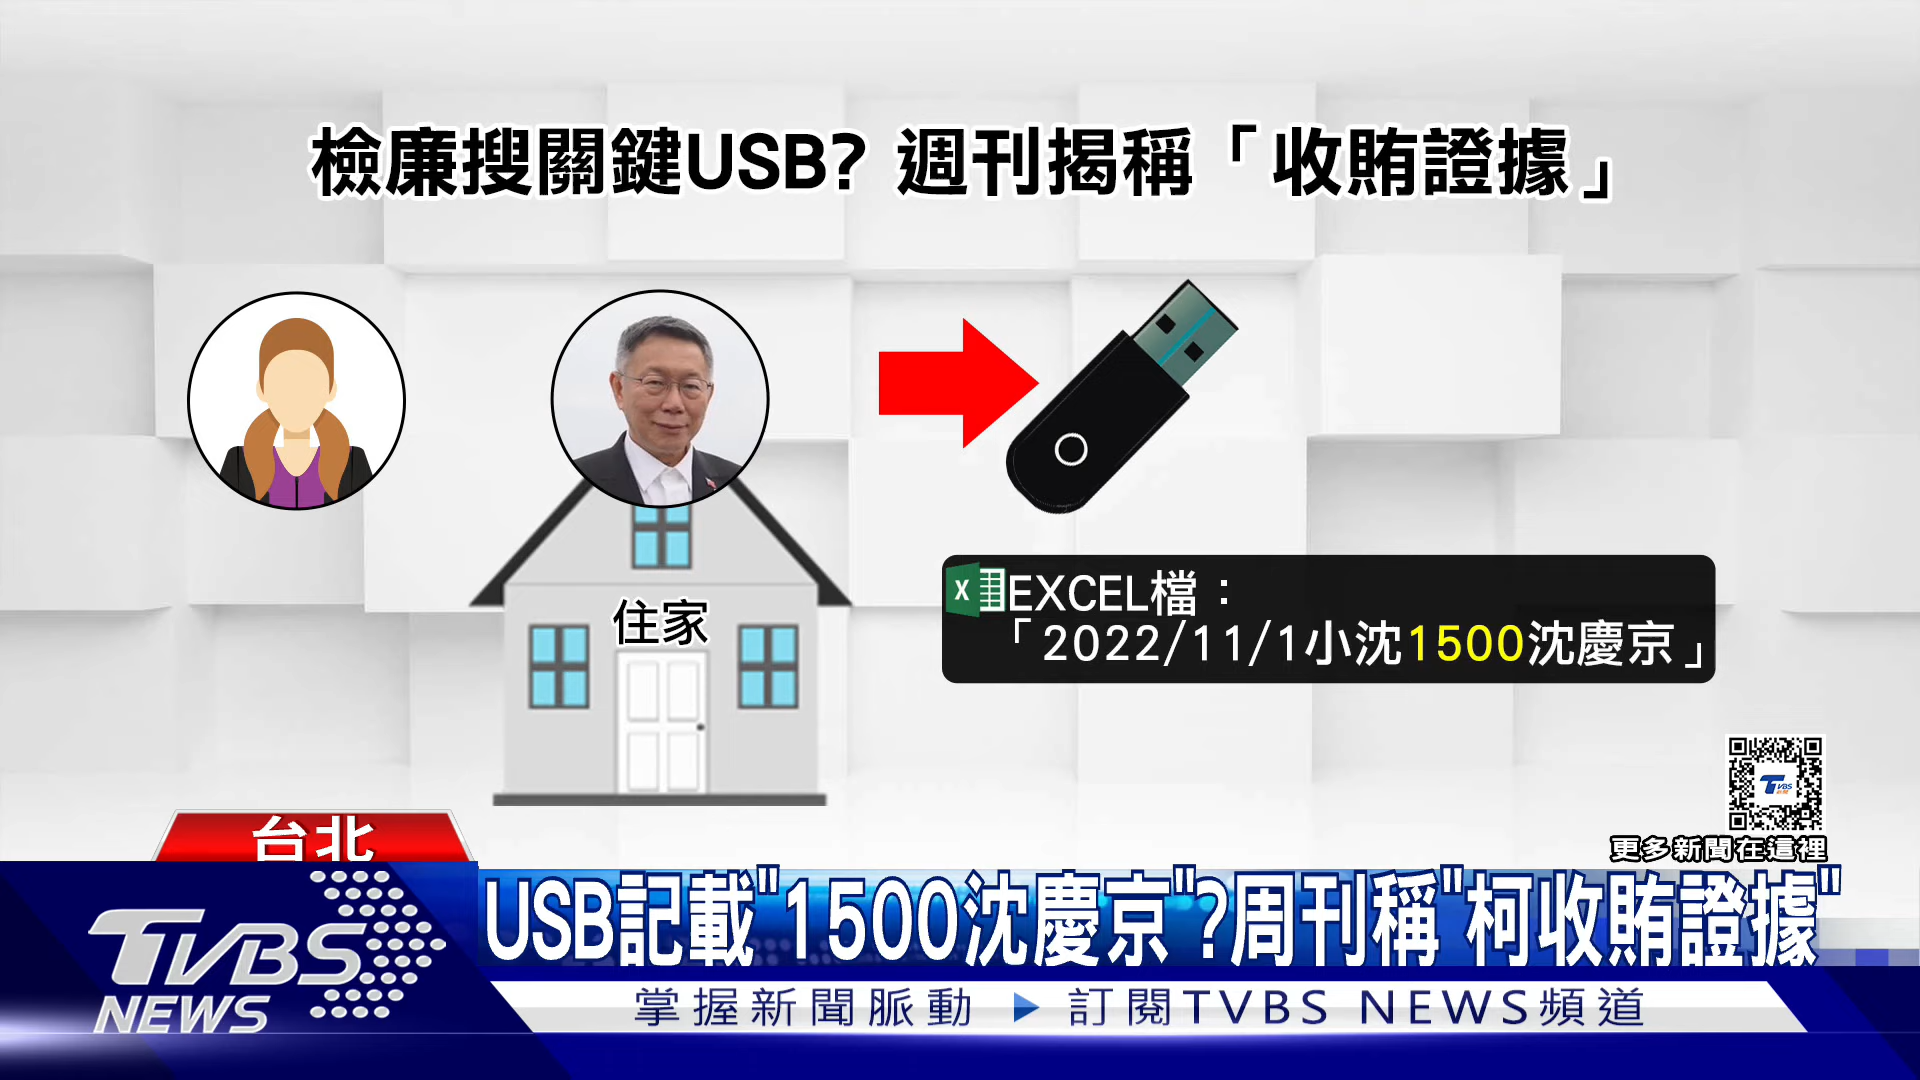 檢廉搜關鍵USB? 週刊揭稱「收賄證據」
住家
X
EXCEL檔：
「2022/11/1小沈1500沈慶京」
TVBS
新聞
更多新聞在這裡
台北
USB記載"1500沈慶京"?周刊稱"柯收賄證據"
TVBS
NEWS
掌握新聞脈動 ▶ 訂閱TVBS NEWS頻道